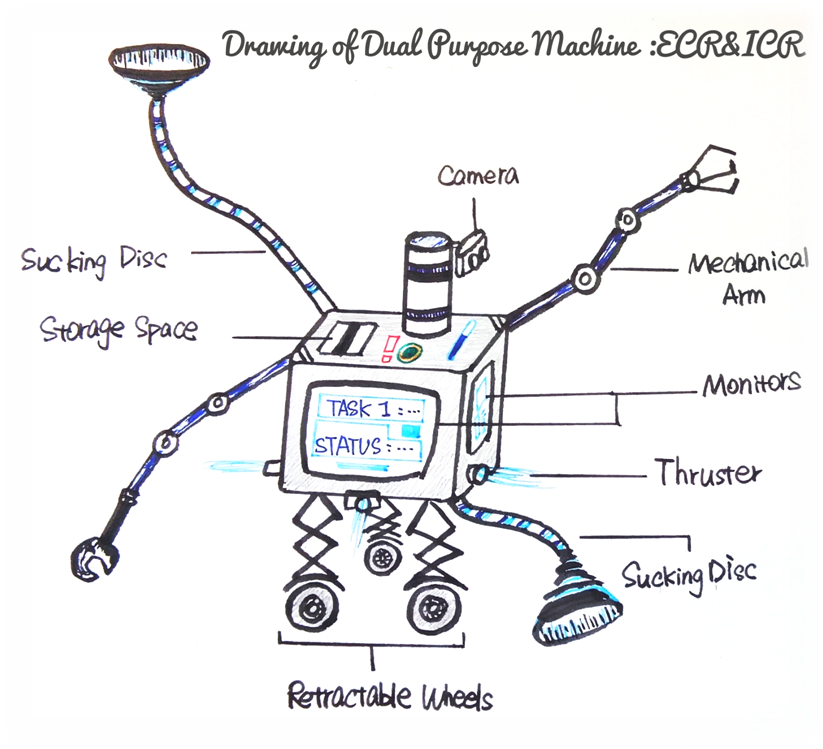 Drawing of Dual Purpose Machine :ECR&ICR
Camera
Sucking Disc
Mechanical
Arm
Storage Space
Monitors
TASK 1 : ...
STATUS : ...
Thruster
Sucking Disc
Retractable Wheels